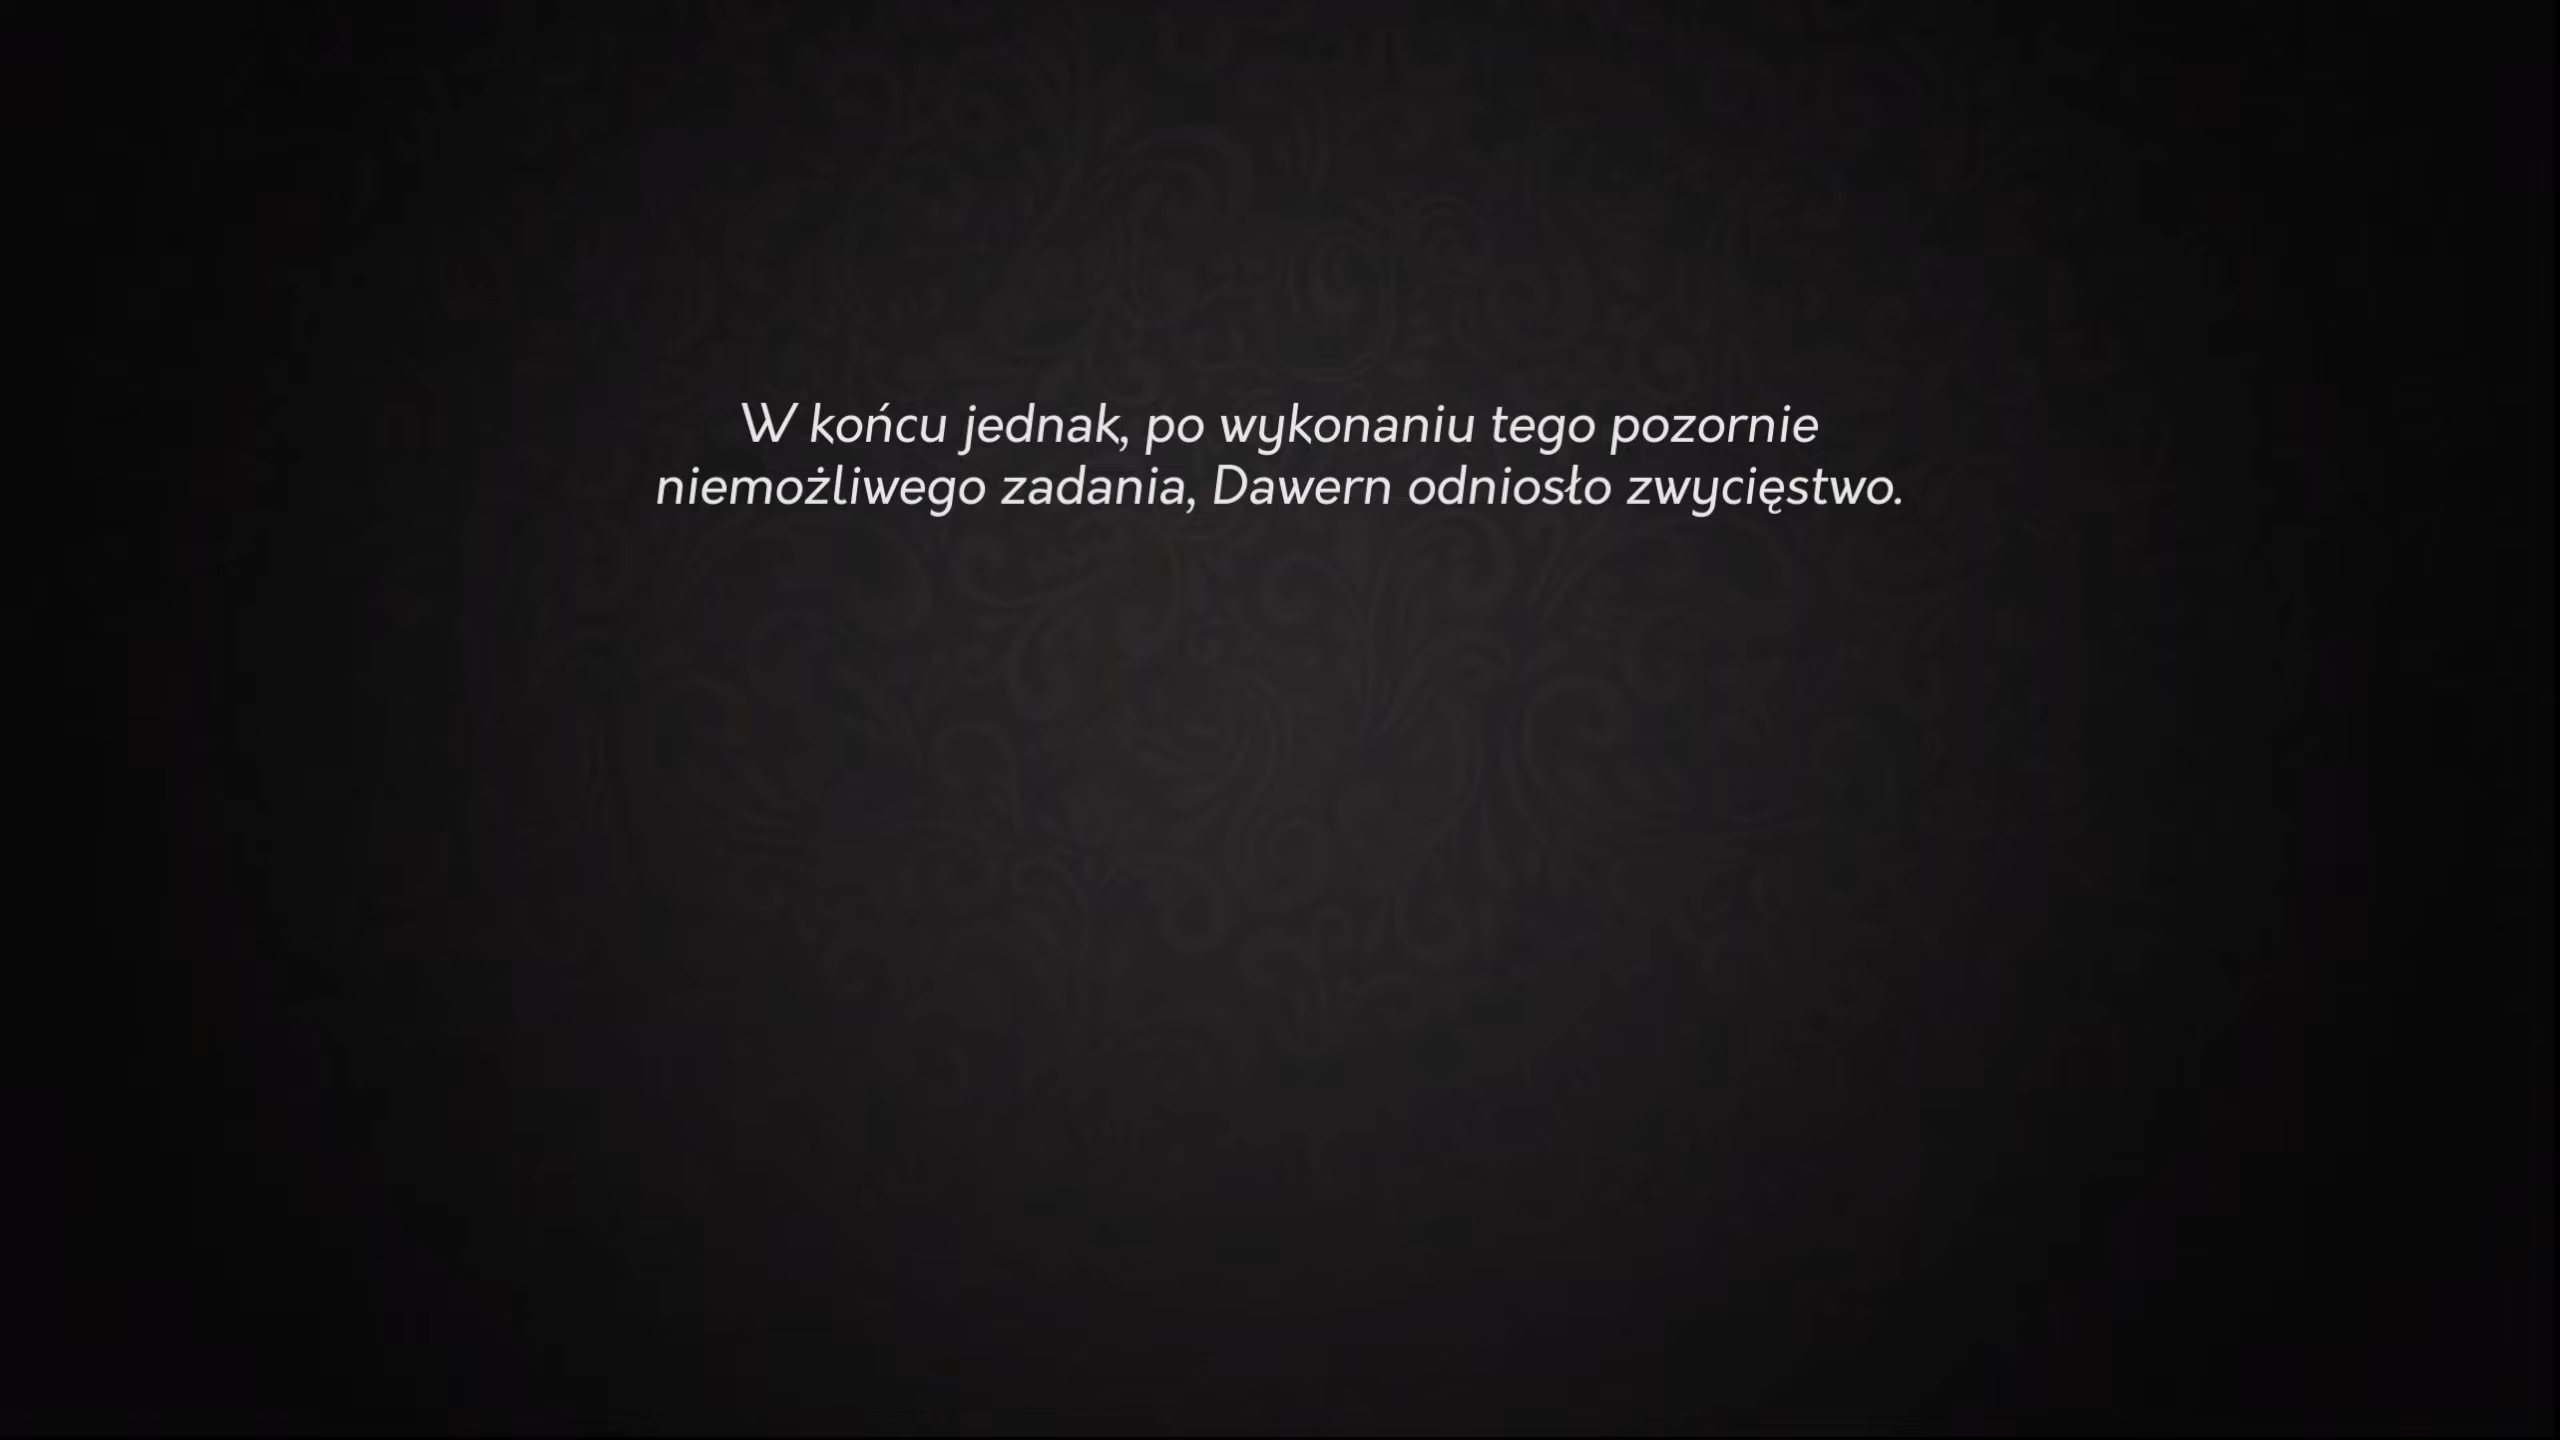 W końcu jednak, po wykonaniu tego pozornie
niemożliwego zadania, Dawern odniosło zwycięstwo.